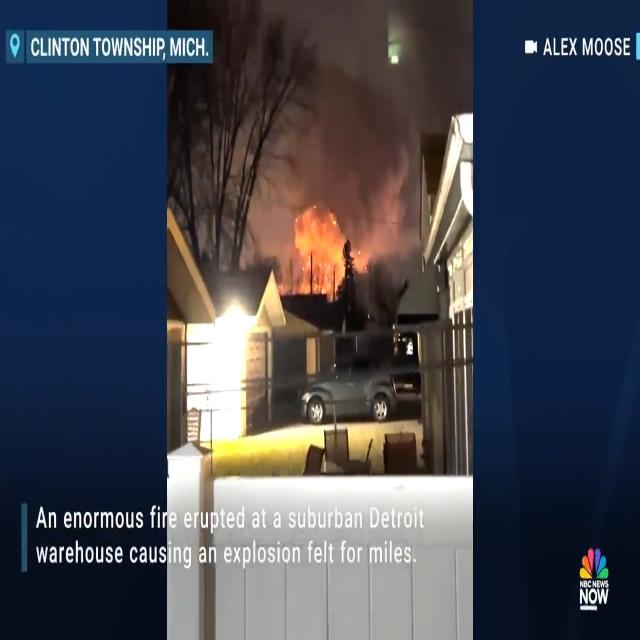 CLINTON TOWNSHIP, MICH.
ALEX MOOSE
An enormous fire erupted at a suburban Detroit
warehouse causing an explosion felt for miles.
NBC NEWS
NOW